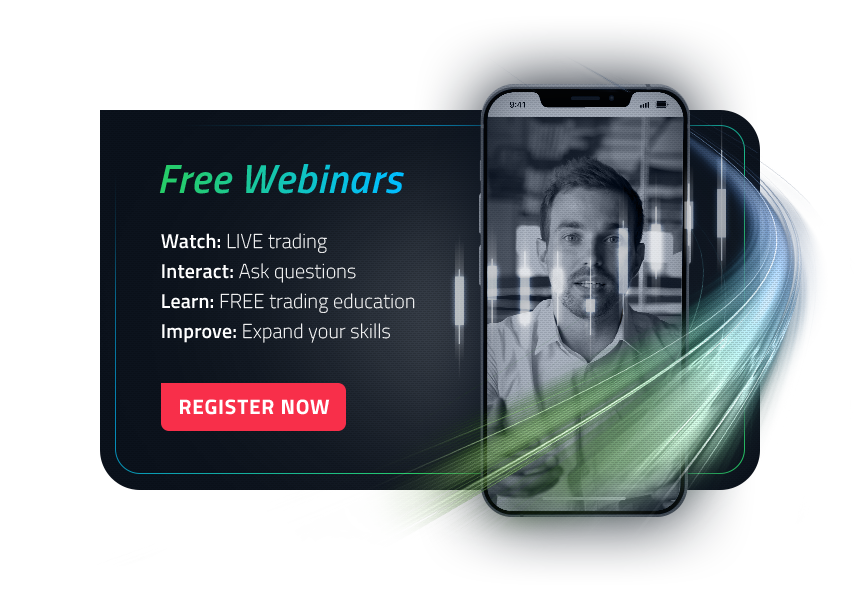 Free Webinars
Watch: LIVE trading
Interact: Ask questions
Learn: FREE trading education
Improve: Expand your skills
REGISTER NOW
9:41